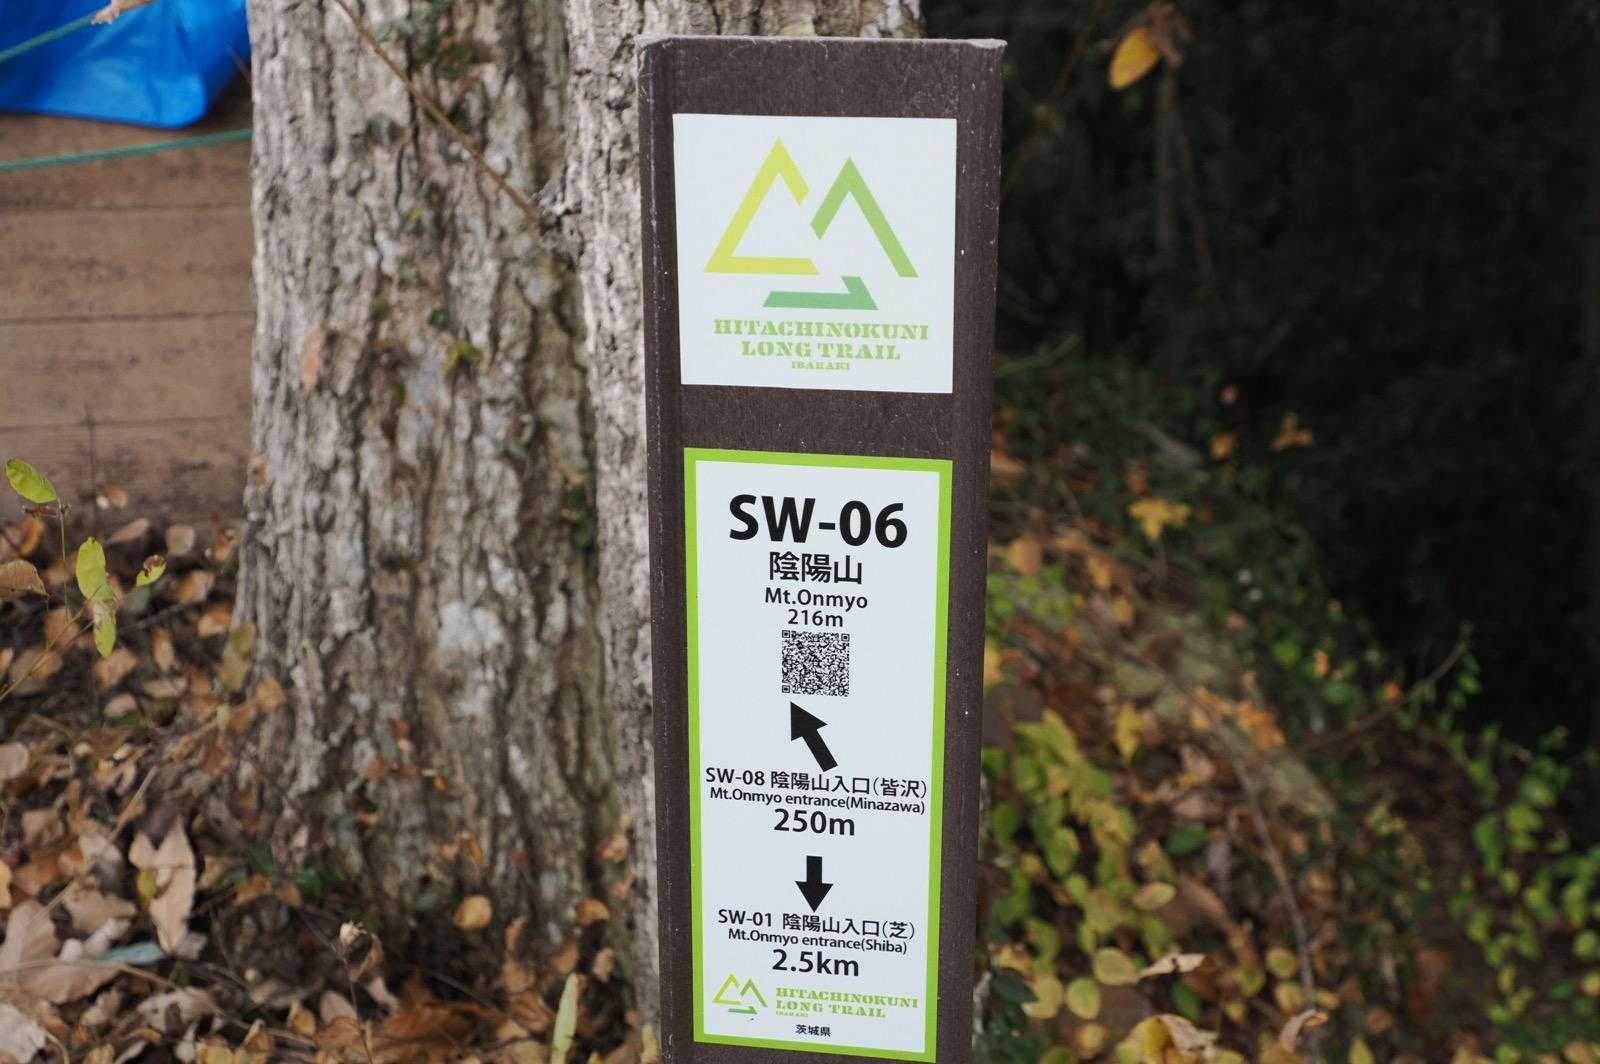 HITACHINOKUNI
LONG TRAIL
IBARAKI
SW-06
陰陽山
Mt.Onmyo
216m
SW-08 陰陽山入口(皆沢)
Mt.Onmyo entrance(Minazawa)
250m
SW-01 陰陽山入口(芝)
Mt.Onmyo entrance(Shiba)
2.5km
HITACHINOKUNI
LONG TRAIL
IBARAKI
茨城県